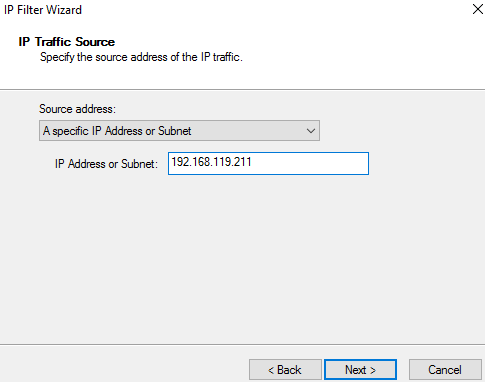 IP Filter Wizard
IP Traffic Source
Specify the source address of the IP traffic.
Source address:
A specific IP Address or Subnet
IP Address or Subnet: 192.168.119.211
< Back Next > Cancel